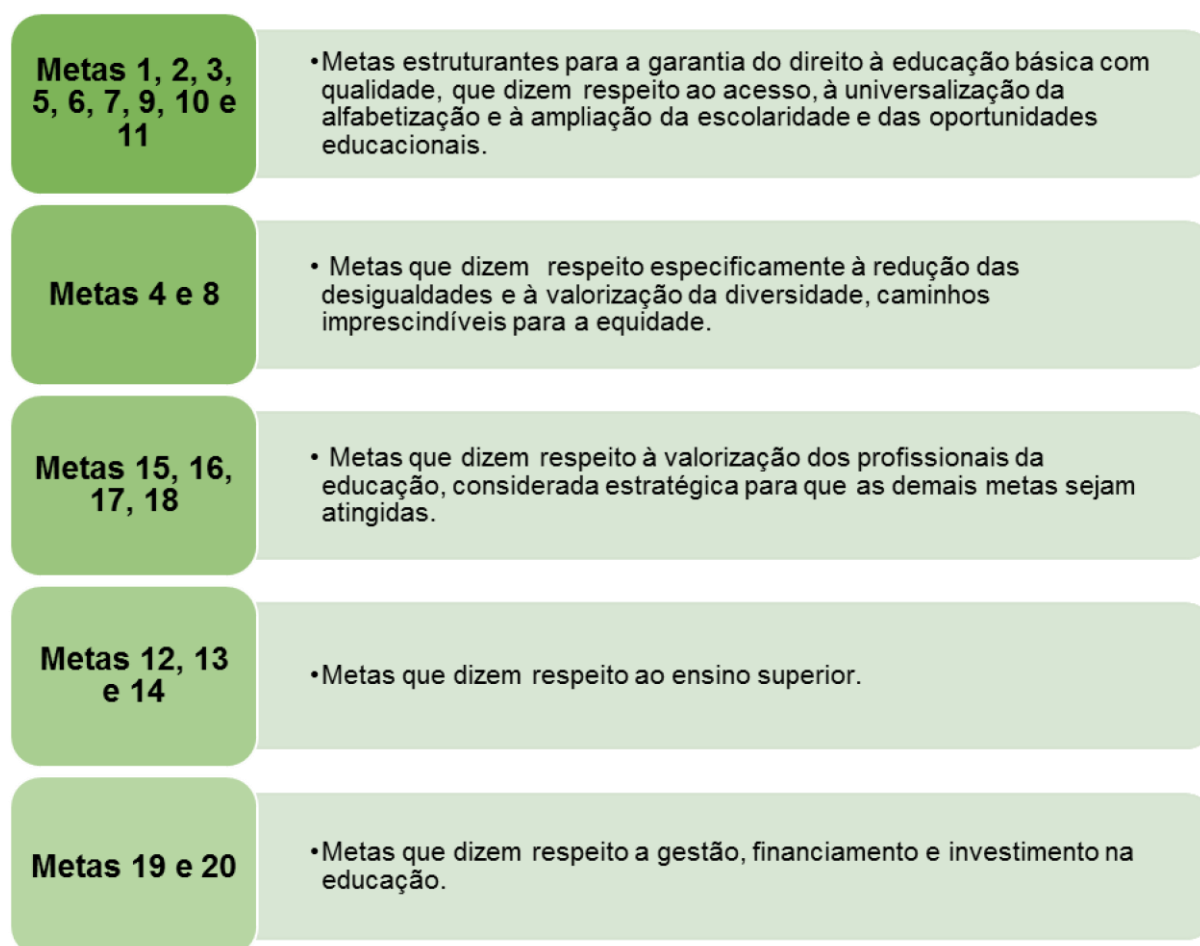 Metas 1, 2, 3,
5, 6, 7, 9, 10 e
11
•Metas estruturantes para a garantia do direito à educação básica com
qualidade, que dizem respeito ao acesso, à universalização da
alfabetização e à ampliação da escolaridade e das oportunidades
educacionais.
Metas 4 e 8
• Metas que dizem respeito especificamente à redução das
desigualdades e à valorização da diversidade, caminhos
imprescindíveis para a equidade.
Metas 15, 16,
17, 18
• Metas que dizem respeito à valorização dos profissionais da
educação, considerada estratégica para que as demais metas sejam
atingidas.
Metas 12, 13
e 14
•Metas que dizem respeito ao ensino superior.
Metas 19 e 20
•Metas que dizem respeito a gestão, financiamento e investimento na
educação.